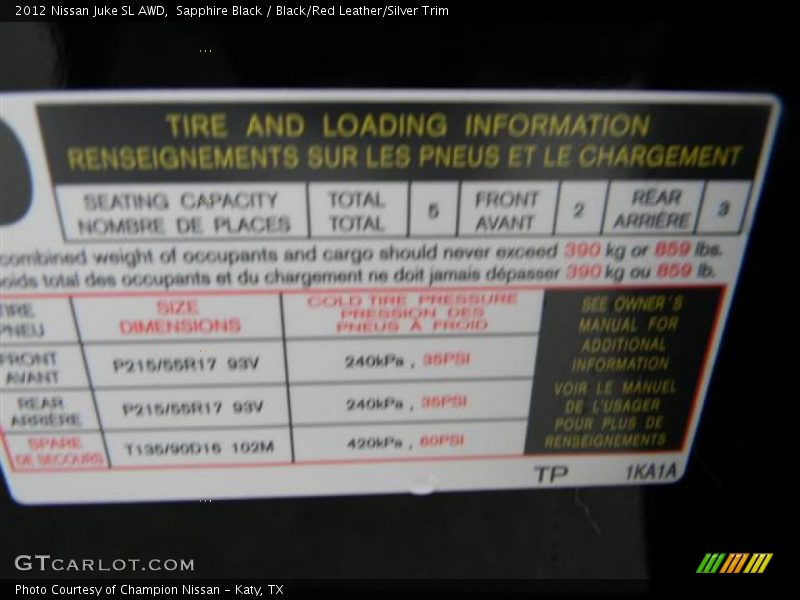 2012 Nissan Juke SL AWD,  Sapphire Black / Black/Red Leather/Silver Trim
TIRE AND LOADING INFORMATION
RENSEIGNEMENTS SUR LES PNEUS ET LE CHARGEMENT
SEATING CAPACITY TOTAL 5 FRONT 2 REAR 3
NOMBRE DE PLACES TOTAL AVANT ARRIÈRE
combined weight of occupants and cargo should never exceed 390 kg or 859 lbs.
oids total des occupants et du chargement ne doit jamais dépasser 390 kg ou 859 lb.
TIRE
PNEU
SIZE
DIMENSIONS
COLD TIRE PRESSURE
PRESSION DES
PNEUS À FROID
FRONT
AVANT
P215/55R17 93V
240kPa , 35PSI
REAR
ARRIÈRE
P215/55R17 93V
240kPa , 35PSI
SPARE
DE SECOURS
T135/90D16 102M
420kPa , 60PSI
SEE OWNER'S
MANUAL FOR
ADDITIONAL
INFORMATION
VOIR LE MANUEL
DE L'USAGER
POUR PLUS DE
RENSEIGNEMENTS
TP 1KA1A
GTCARLOT.COM
Photo Courtesy of Champion Nissan - Katy, TX